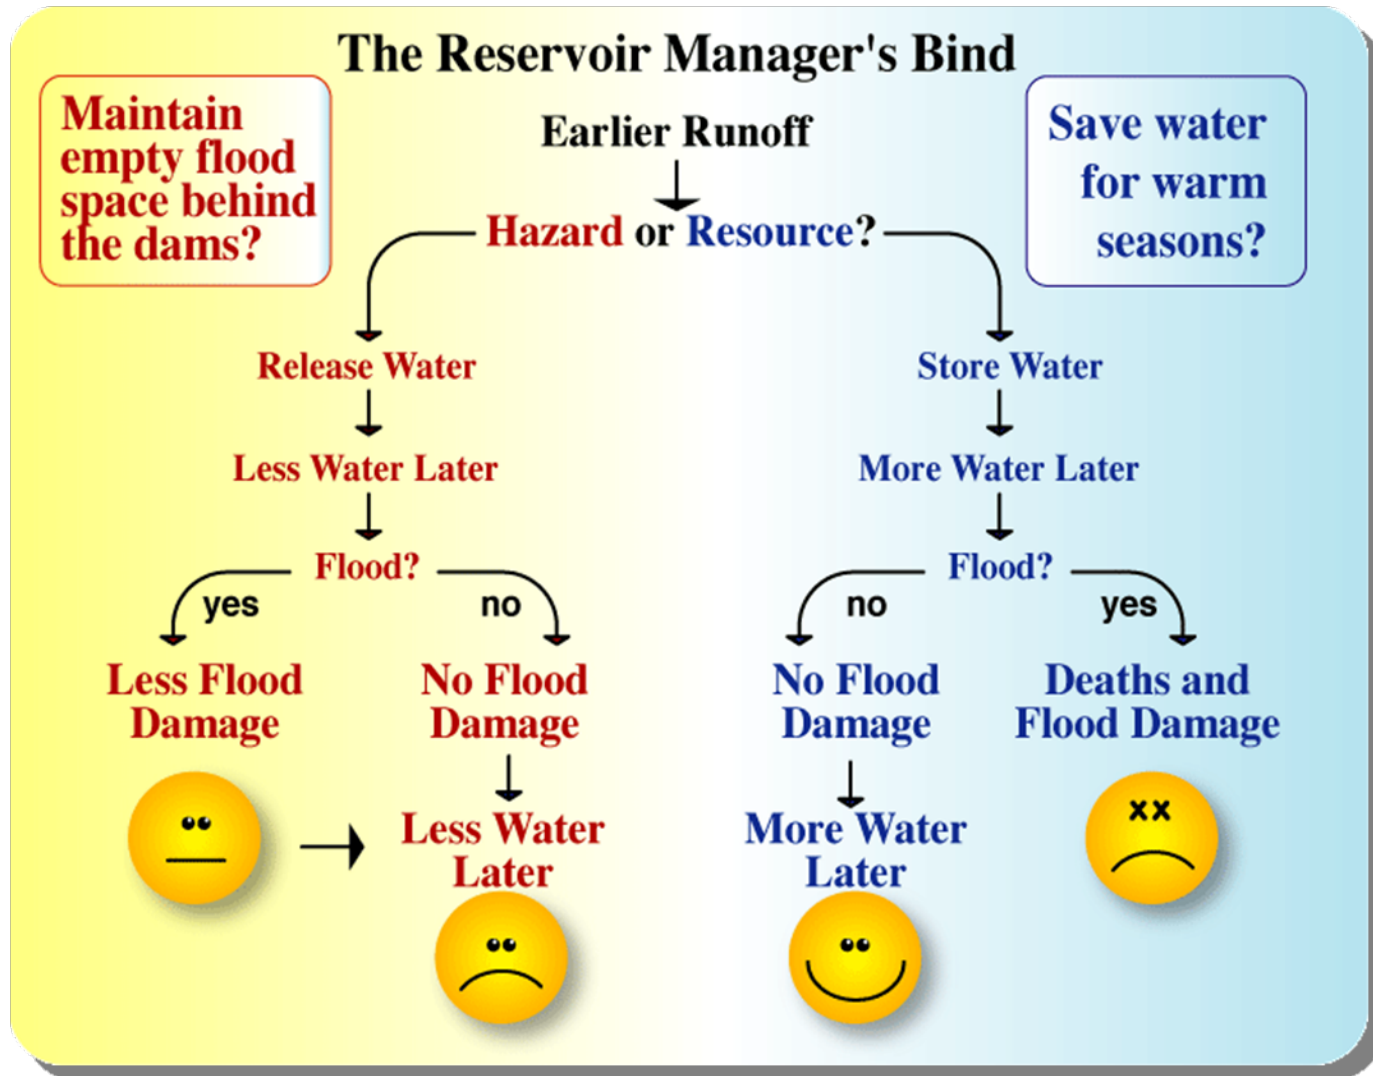 The Reservoir Manager's Bind
Maintain
empty flood
space behind
the dams?
Earlier Runoff
Save water
for warm
seasons?
Hazard or Resource?
Release Water
Store Water
Less Water Later
More Water Later
Flood?
Flood?
yes
no
no
yes
Less Flood
Damage
No Flood
Damage
No Flood
Damage
Deaths and
Flood Damage
Less Water
Later
More Water
Later
xx